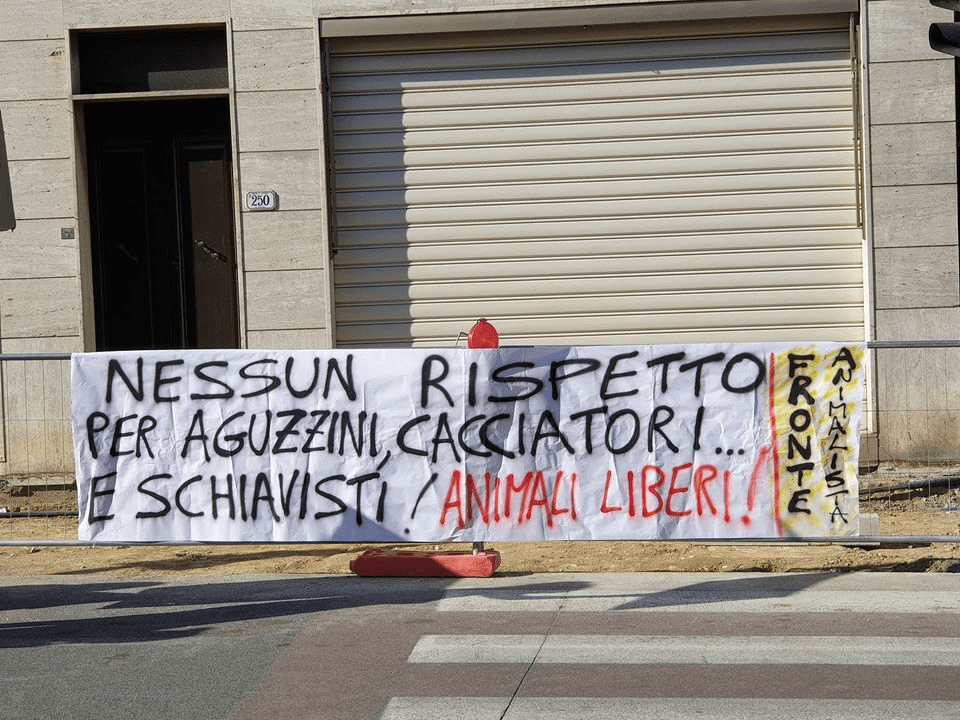 250
NESSUN RISPETTO
PER AGUZZINI, CACCIATORI...
E SCHIAVISTI! ANIMALI LIBERI!
FRONTE
ANIMALISTA